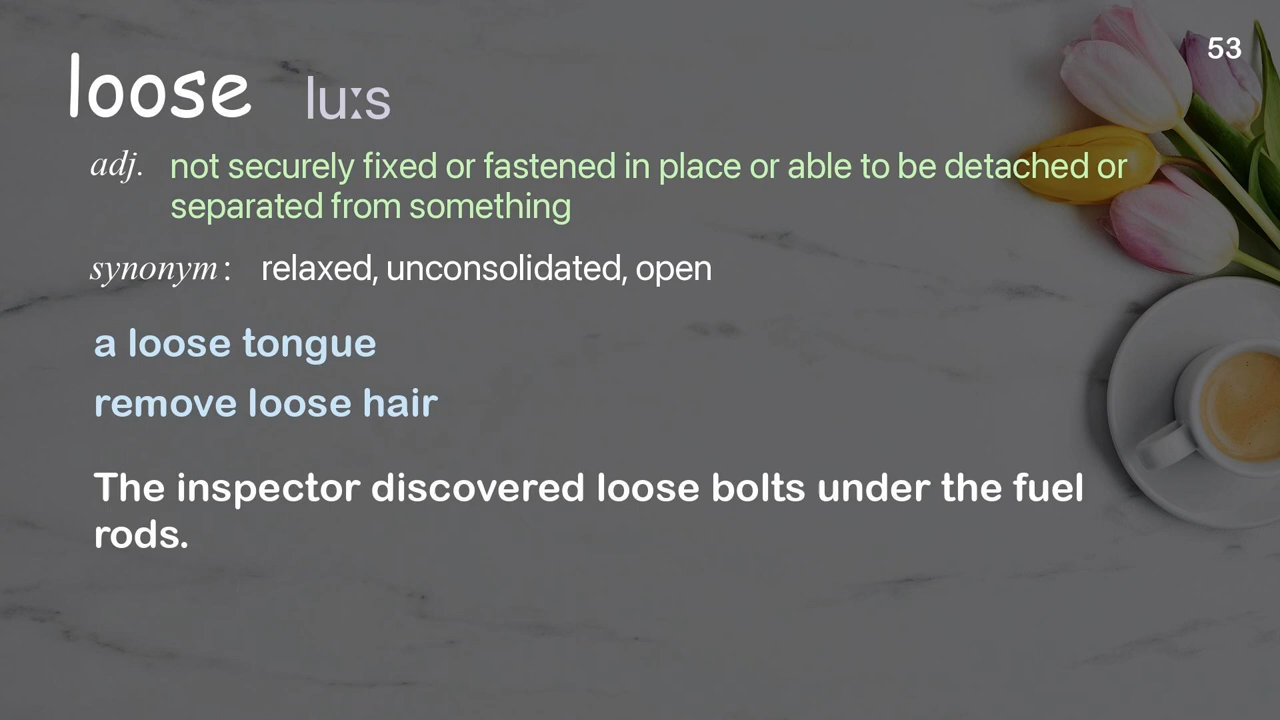 53
loose luːs
adj. not securely fixed or fastened in place or able to be detached or
separated from something
synonym: relaxed, unconsolidated, open
a loose tongue
remove loose hair
The inspector discovered loose bolts under the fuel
rods.